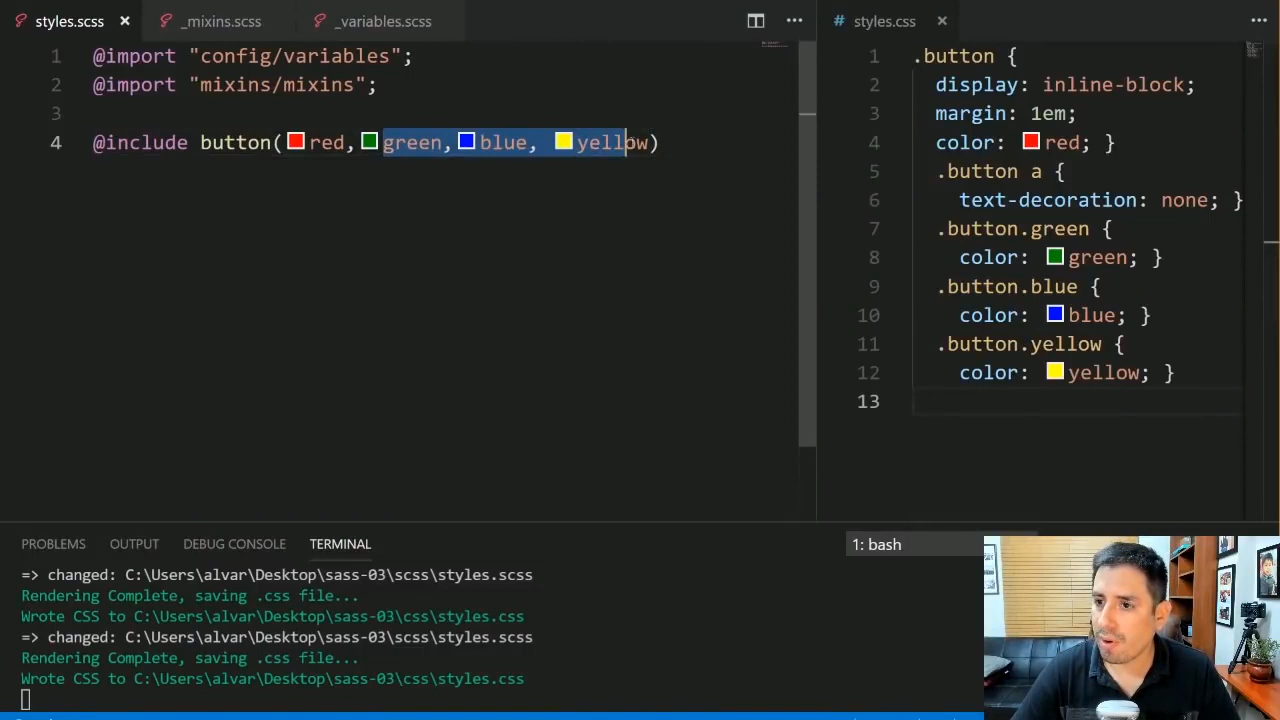 styles.scss
_mixins.scss
_variables.scss
styles.css
1 @import "config/variables";
2 @import "mixins/mixins";
3
4 @include button(red,green,blue, yellow)
1 .button {
2 display: inline-block;
3 margin: 1em;
4 color: red; }
5 .button a {
6 text-decoration: none; }
7 .button.green {
8 color: green; }
9 .button.blue {
10 color: blue; }
11 .button.yellow {
12 color: yellow; }
13
PROBLEMS OUTPUT DEBUG CONSOLE TERMINAL
1: bash
=> changed: C:\Users\alvar\Desktop\sass-03\scss\styles.scss
Rendering Complete, saving .css file...
Wrote CSS to C:\Users\alvar\Desktop\sass-03\css\styles.css
=> changed: C:\Users\alvar\Desktop\sass-03\scss\styles.scss
Rendering Complete, saving .css file...
Wrote CSS to C:\Users\alvar\Desktop\sass-03\css\styles.css